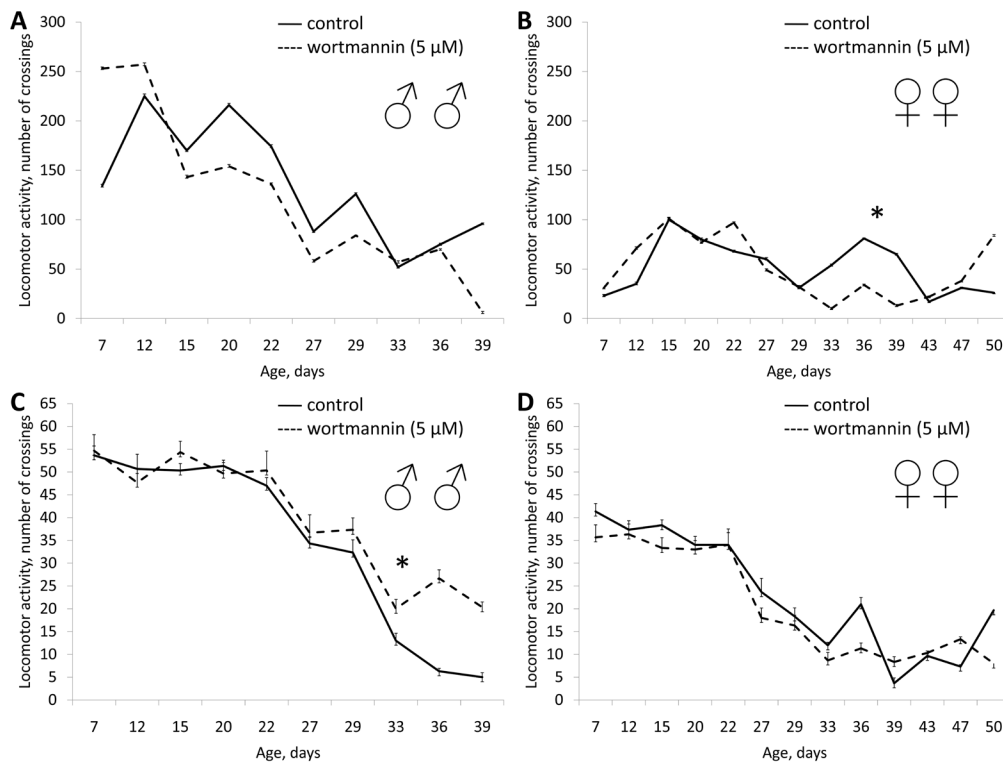 A
control
wortmannin (5 µM)
Locomotor activity, number of crossings
300
250
200
150
100
50
0
7 12 15 20 22 27 29 33 36 39
Age, days
B
control
wortmannin (5 µM)
Locomotor activity, number of crossings
300
250
200
150
100
50
0
*
7 12 15 20 22 27 29 33 36 39 43 47 50
Age, days
C
control
wortmannin (5 µM)
Locomotor activity, number of crossings
65
60
55
50
45
40
35
30
25
20
15
10
5
0
*
7 12 15 20 22 27 29 33 36 39
Age, days
D
control
wortmannin (5 µM)
Locomotor activity, number of crossings
65
60
55
50
45
40
35
30
25
20
15
10
5
0
7 12 15 20 22 27 29 33 36 39 43 47 50
Age, days